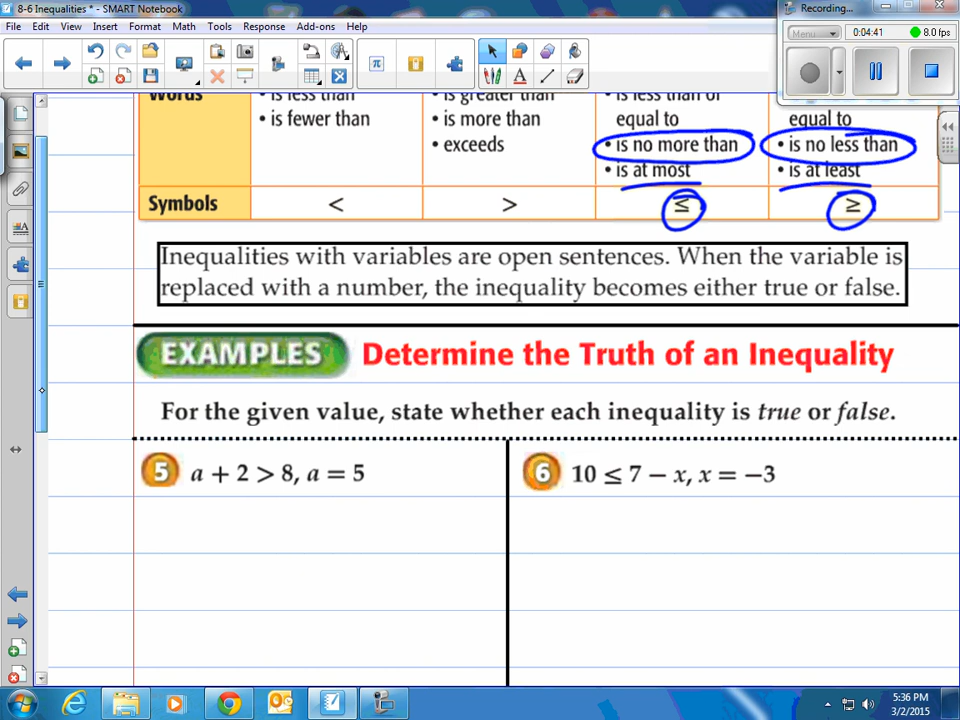 8-6 Inequalities * - SMART Notebook
Recording...
File Edit View Insert Format Math Tools Response Add-ons Help
Menu
0:04:41
8.0 fps
Words
• is less than
• is greater than
• is less than or
equal to
equal to
• is fewer than
• is more than
• exceeds
• is no more than
• is no less than
• is at most
• is at least
Symbols < > ≤ ≥
Inequalities with variables are open sentences. When the variable is
replaced with a number, the inequality becomes either true or false.
EXAMPLES Determine the Truth of an Inequality
For the given value, state whether each inequality is true or false.
5 a + 2 > 8, a = 5
6 10 ≤ 7 − x, x = −3
5:36 PM
3/2/2015